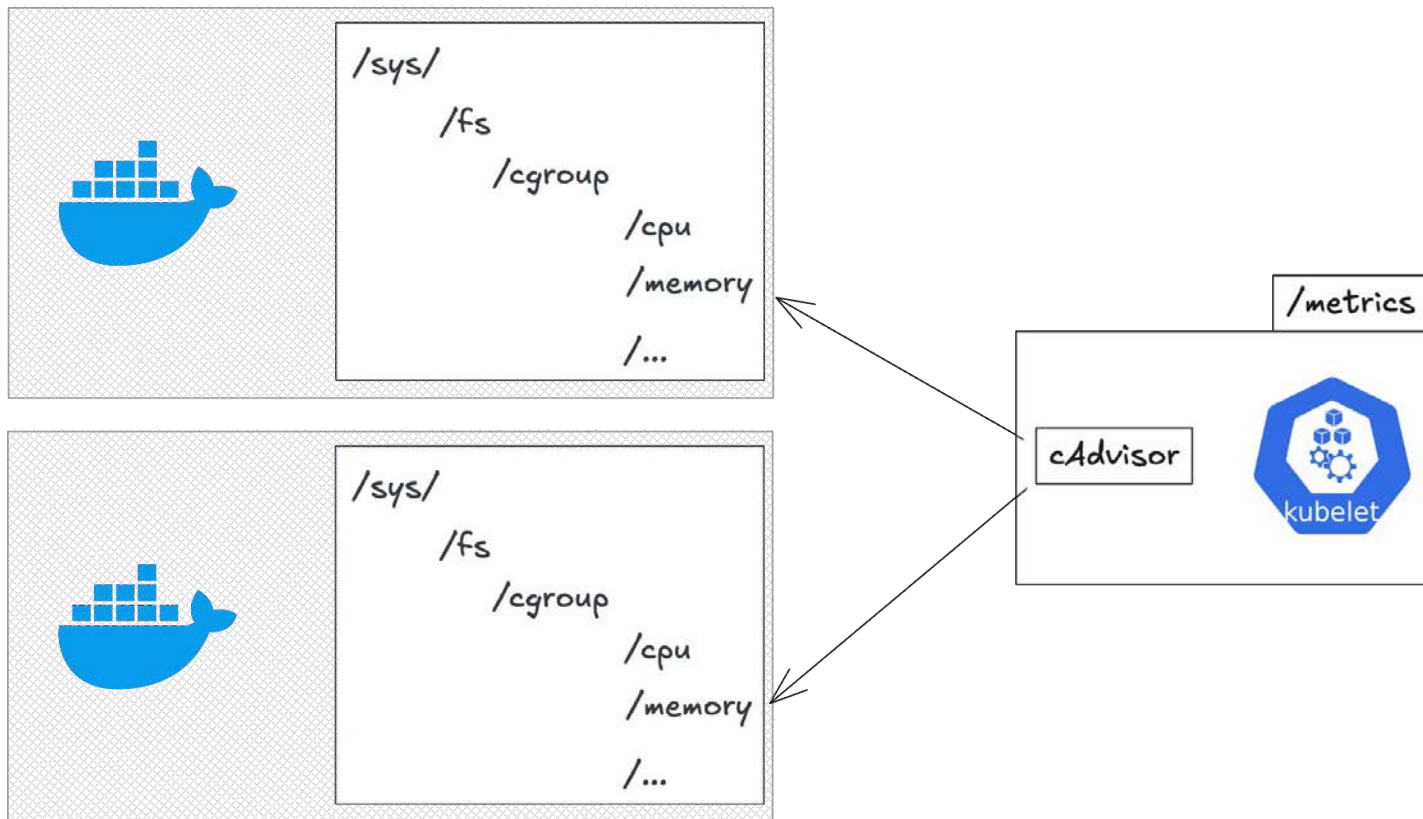 /sys/
/fs
/cgroup
/cpu
/memory
/...
/metrics
cAdvisor
kubelet
/sys/
/fs
/cgroup
/cpu
/memory
/...